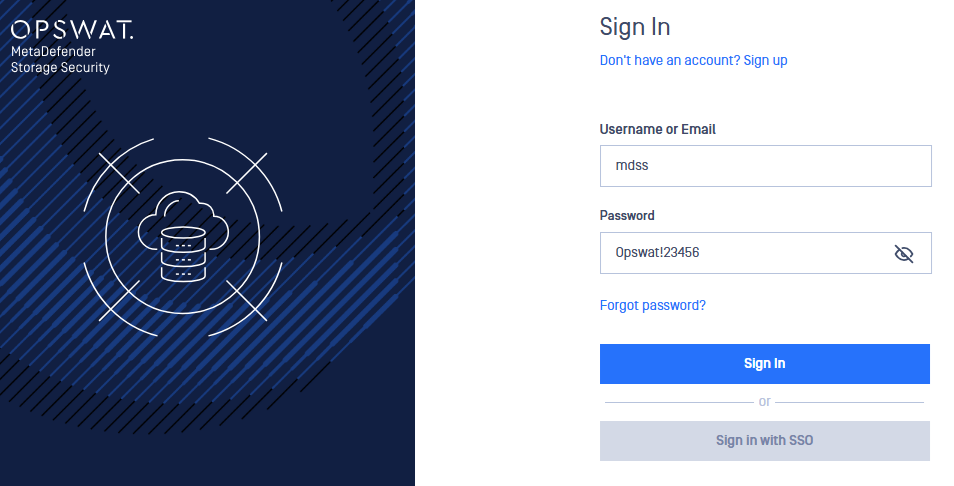 OPSWAT.
MetaDefender
Storage Security
Sign In
Don't have an account? Sign up
Username or Email
mdss
Password
Opswat!23456
Forgot password?
Sign In
or
Sign in with SSO